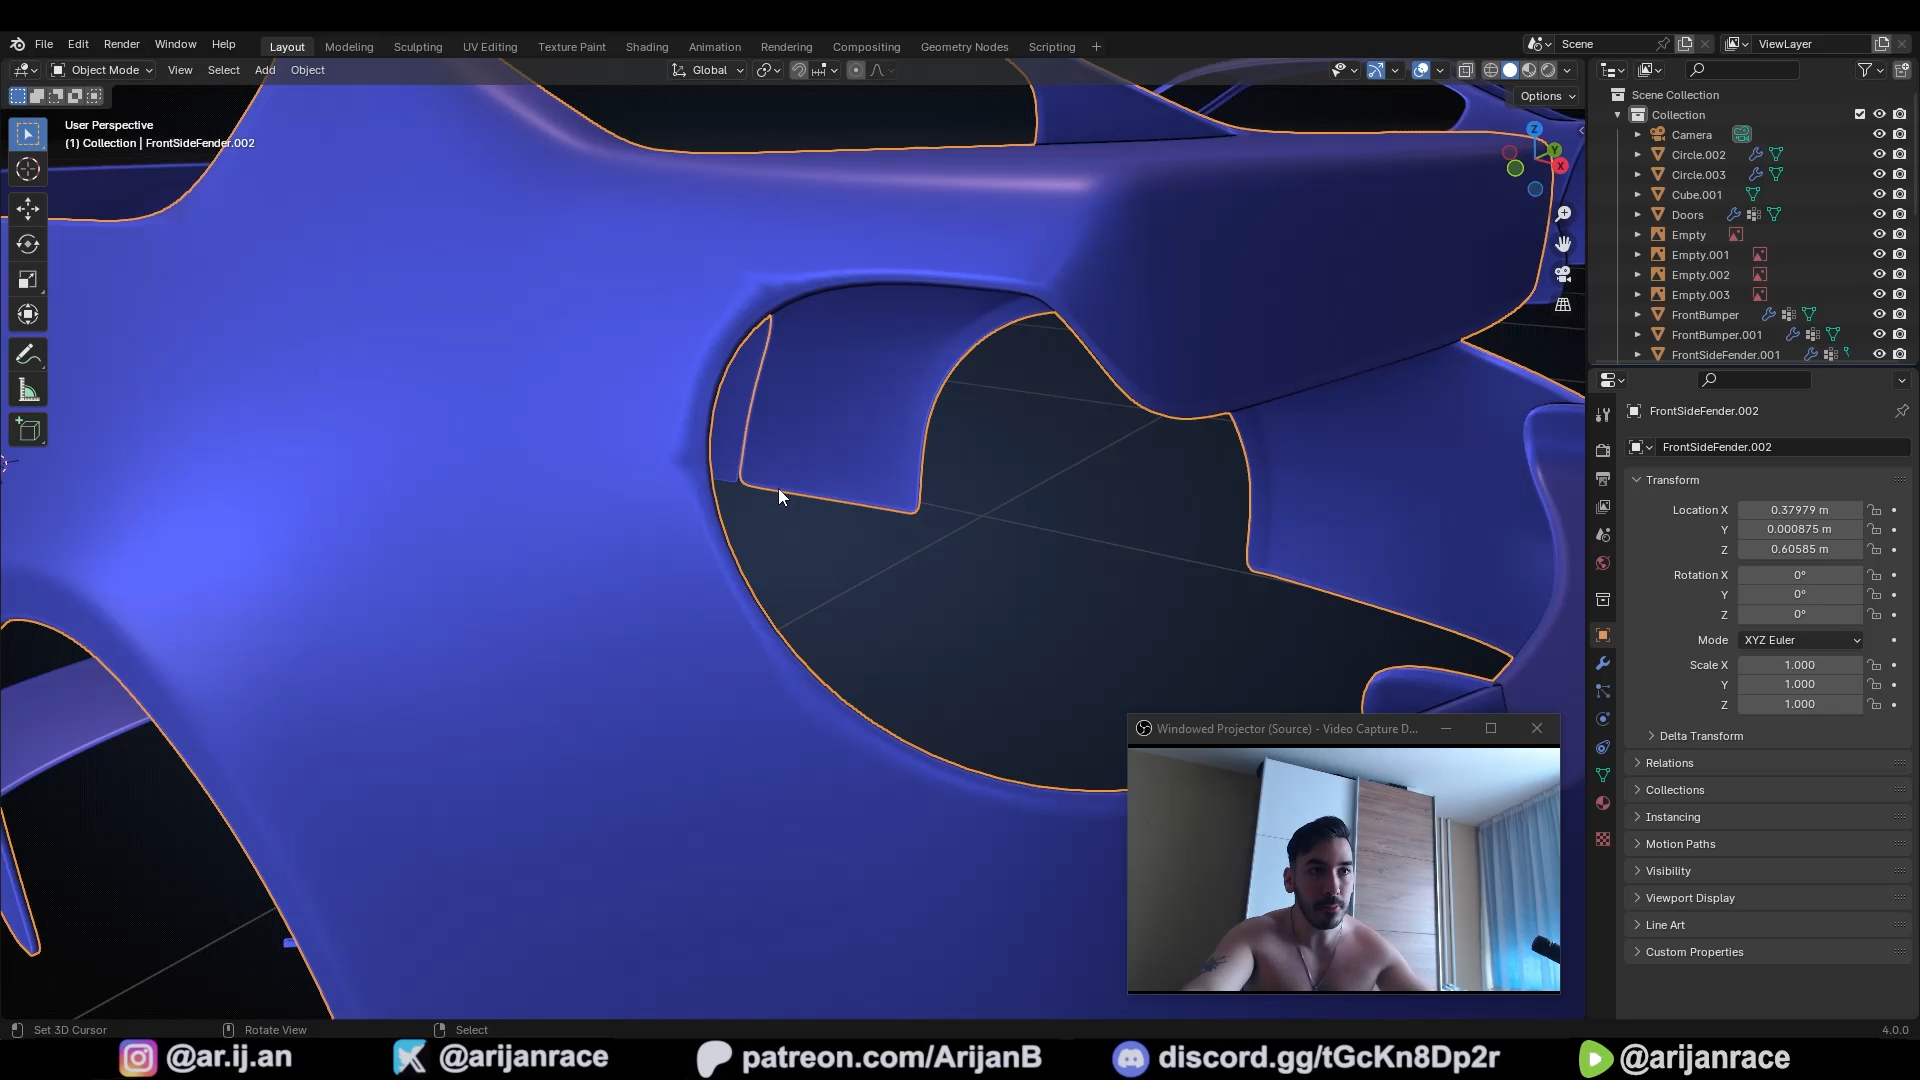 File Edit Render Window Help
Layout Modeling Sculpting UV Editing Texture Paint Shading Animation Rendering Compositing Geometry Nodes Scripting +
Scene
ViewLayer
Object Mode View Select Add Object
Global
Options
User Perspective
(1) Collection | FrontSideFender.002
Z
Y
X
Scene Collection
Collection
Camera
Circle.002
Circle.003
Cube.001
Doors
Empty
Empty.001
Empty.002
Empty.003
FrontBumper
FrontBumper.001
FrontSideFender.001
FrontSideFender.002
FrontSideFender.002
Transform
Location X 0.37979 m
Y 0.000875 m
Z 0.60585 m
Rotation X 0°
Y 0°
Z 0°
Mode XYZ Euler
Scale X 1.000
Y 1.000
Z 1.000
Delta Transform
Relations
Collections
Instancing
Motion Paths
Visibility
Viewport Display
Line Art
Custom Properties
Windowed Projector (Source) - Video Capture D...
Set 3D Cursor
Rotate View
Select
4.0.0
@ar.ij.an
@arijanrace
patreon.com/ArijanB
discord.gg/tGcKn8Dp2r
@arijanrace